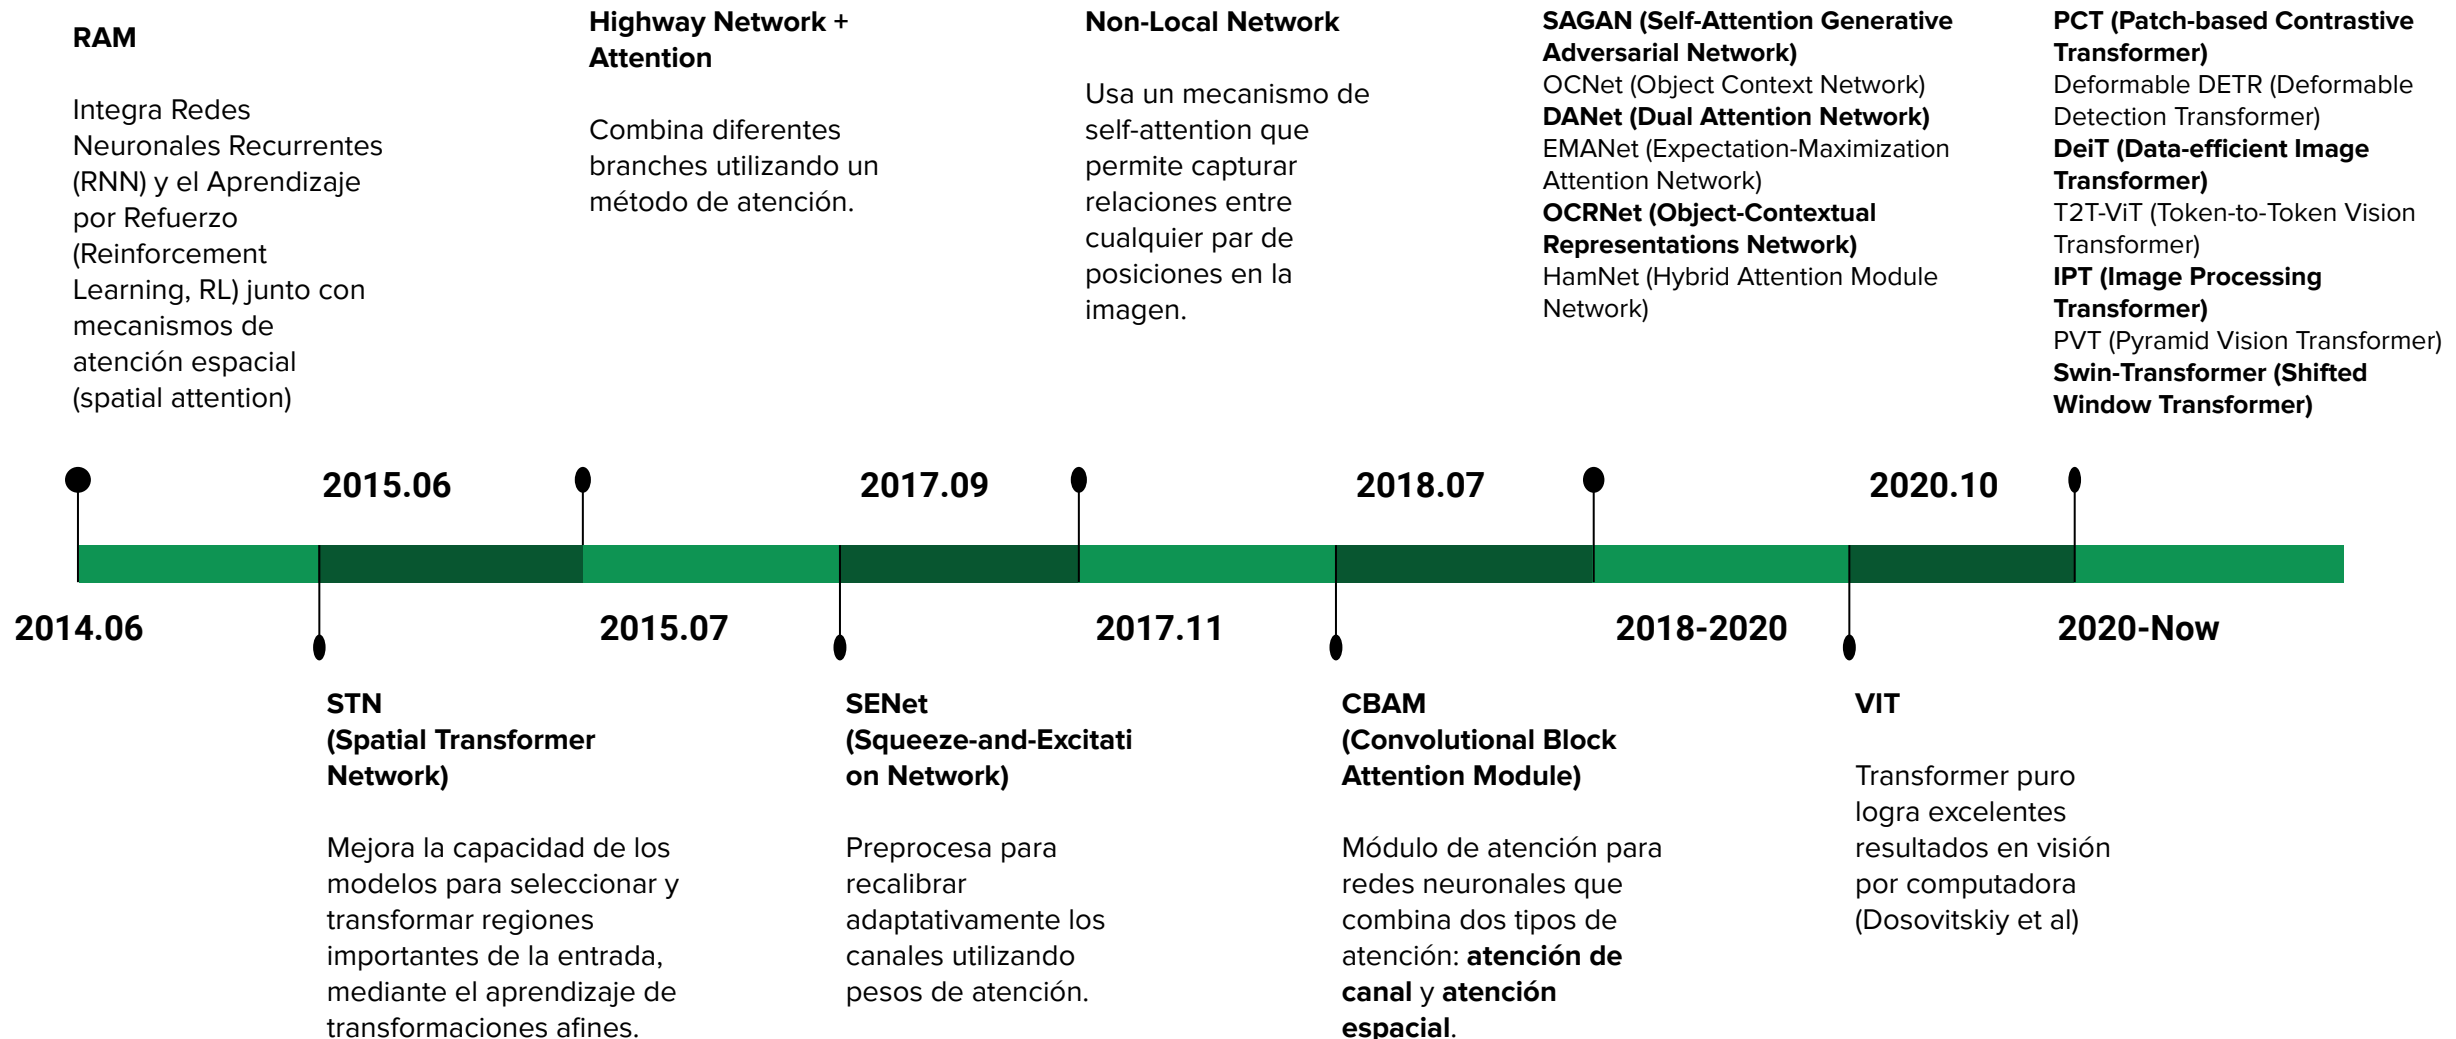 RAM
Integra Redes
Neuronales Recurrentes
(RNN) y el Aprendizaje
por Refuerzo
(Reinforcement
Learning, RL) junto con
mecanismos de
atención espacial
(spatial attention)
Highway Network +
Attention
Combina diferentes
branches utilizando un
método de atención.
Non-Local Network
Usa un mecanismo de
self-attention que
permite capturar
relaciones entre
cualquier par de
posiciones en la
imagen.
SAGAN (Self-Attention Generative
Adversarial Network)
OCNet (Object Context Network)
DANet (Dual Attention Network)
EMANet (Expectation-Maximization
Attention Network)
OCRNet (Object-Contextual
Representations Network)
HamNet (Hybrid Attention Module
Network)
PCT (Patch-based Contrastive
Transformer)
Deformable DETR (Deformable
Detection Transformer)
DeiT (Data-efficient Image
Transformer)
T2T-ViT (Token-to-Token Vision
Transformer)
IPT (Image Processing
Transformer)
PVT (Pyramid Vision Transformer)
Swin-Transformer (Shifted
Window Transformer)
2015.06
2017.09
2018.07
2020.10
2014.06
2015.07
2017.11
2018-2020
2020-Now
STN
(Spatial Transformer
Network)
Mejora la capacidad de los
modelos para seleccionar y
transformar regiones
importantes de la entrada,
mediante el aprendizaje de
transformaciones afines.
SENet
(Squeeze-and-Excitati
on Network)
Preprocesa para
recalibrar
adaptativamente los
canales utilizando
pesos de atención.
CBAM
(Convolutional Block
Attention Module)
Módulo de atención para
redes neuronales que
combina dos tipos de
atención: atención de
canal y atención
espacial.
VIT
Transformer puro
logra excelentes
resultados en visión
por computadora
(Dosovitskiy et al)